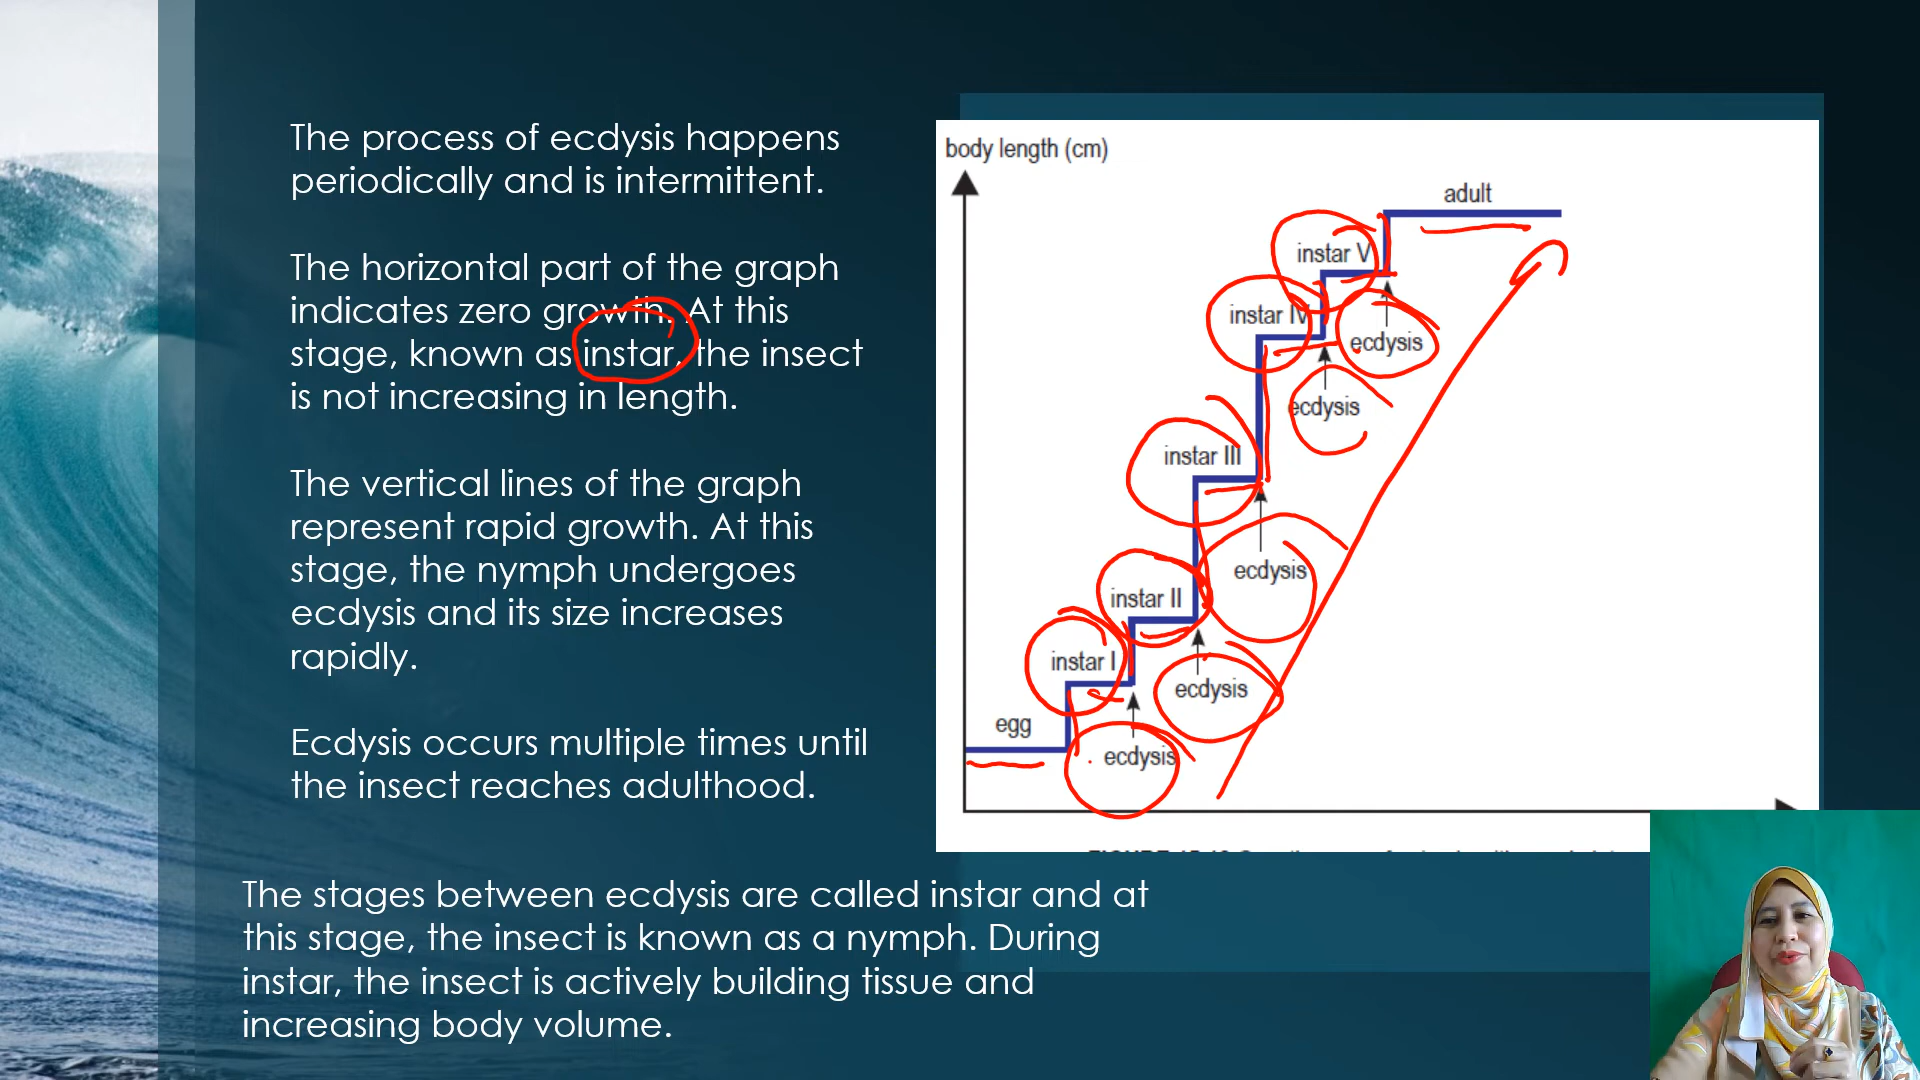 The process of ecdysis happens
periodically and is intermittent.
The horizontal part of the graph
indicates zero growth. At this
stage, known as instar, the insect
is not increasing in length.
The vertical lines of the graph
represent rapid growth. At this
stage, the nymph undergoes
ecdysis and its size increases
rapidly.
Ecdysis occurs multiple times until
the insect reaches adulthood.
The stages between ecdysis are called instar and at
this stage, the insect is known as a nymph. During
instar, the insect is actively building tissue and
increasing body volume.
body length (cm)
adult
instar V
instar IV
ecdysis
ecdysis
instar III
ecdysis
instar II
instar I
ecdysis
egg
ecdysis